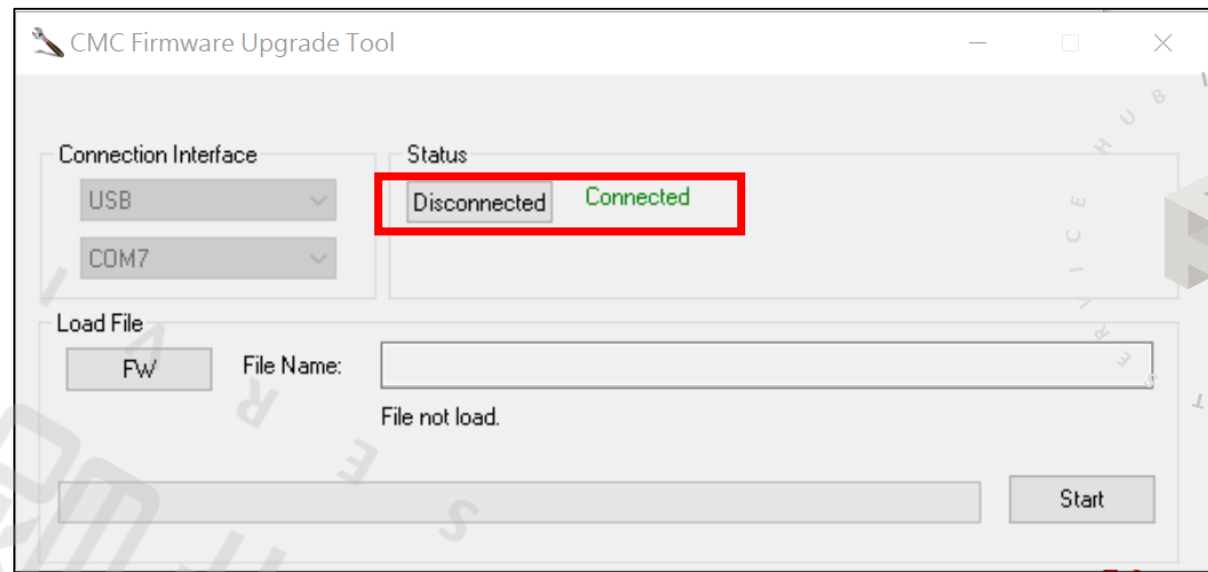 CMC Firmware Upgrade Tool
Connection Interface
USB
COM7
Status
Disconnected Connected
Load File
FW File Name:
File not load.
Start